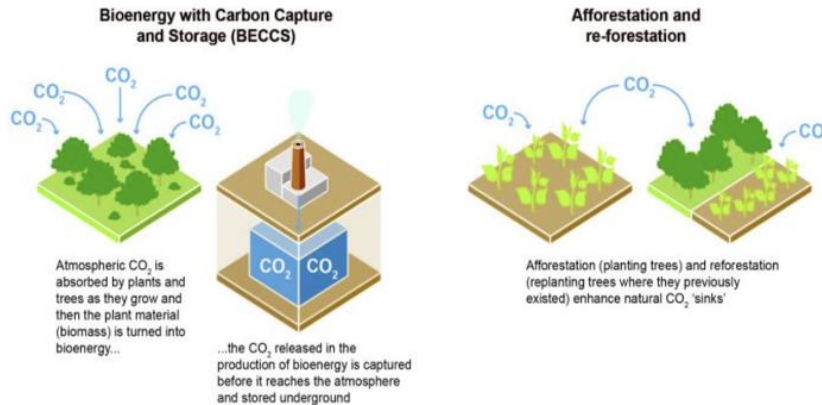 Bioenergy with Carbon Capture
and Storage (BECCS)
CO₂
CO₂
CO₂
CO₂
CO₂
Atmospheric CO₂ is
absorbed by plants and
trees as they grow and
then the plant material
(biomass) is turned into
bioenergy...
CO₂
CO₂
...the CO₂ released in the
production of bioenergy is captured
before it reaches the atmosphere
and stored underground
Afforestation and
re-forestation
CO₂
CO₂
CO
Afforestation (planting trees) and reforestation
(replanting trees where they previously
existed) enhance natural CO₂ ‘sinks’